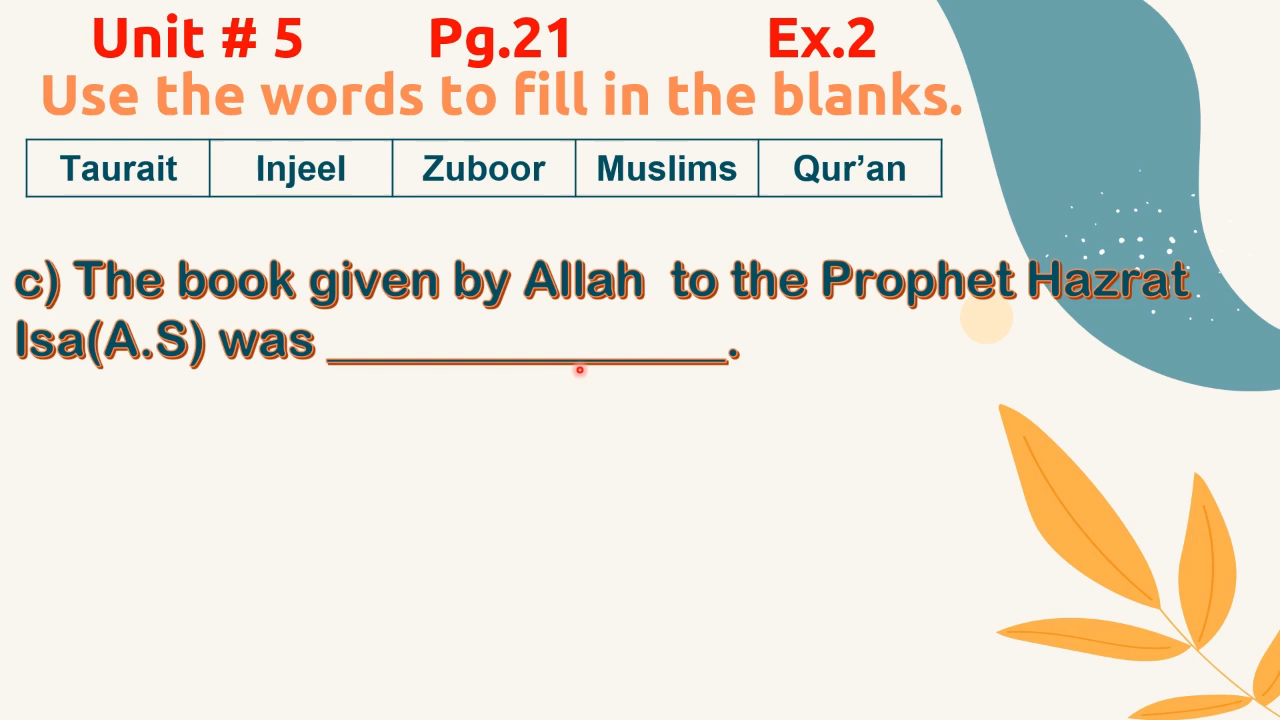 Unit # 5 Pg.21 Ex.2
Use the words to fill in the blanks.
Taurait Injeel Zuboor Muslims Qur’an
c) The book given by Allah to the Prophet Hazrat
Isa(A.S) was ________________.